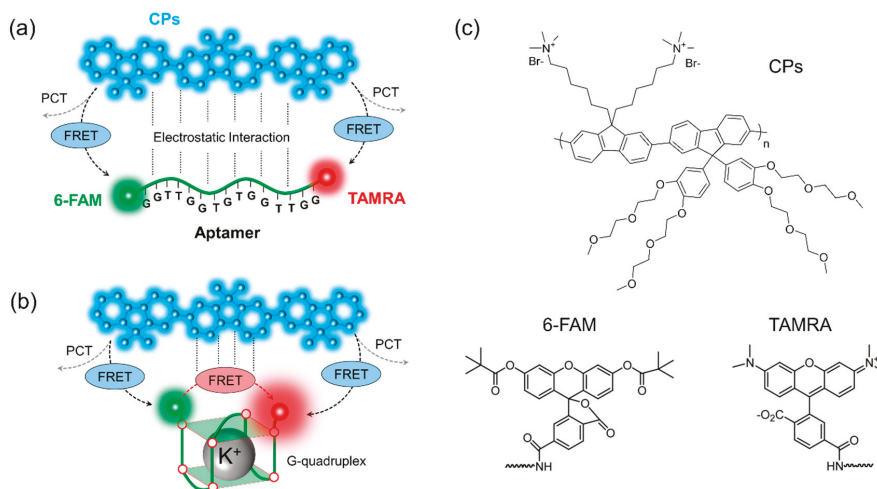 (a)
CPs
PCT
PCT
FRET
FRET
Electrostatic Interaction
6-FAM
TAMRA
G G T T G G T G T G G T T G G
Aptamer
(b)
PCT
PCT
FRET
FRET
FRET
K+
G-quadruplex
(c)
N+
N+
Br-
Br-
CPs
n
O
O
O
O
O
O
O
O
O
O
O
O
6-FAM
O
O
O
O
O
O
O
O
NH
TAMRA
N
O
N+
-O2C
O
HN